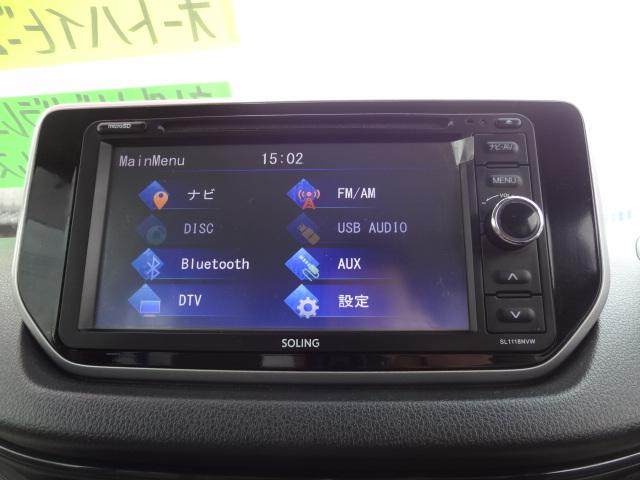 オートハイビーム
microSD
ナビ・AV
MainMenu 15:02
MENU
VOL
ナビ FM/AM
DISC USB AUDIO
Bluetooth AUX
DTV 設定
SOLING
SL1118NVW